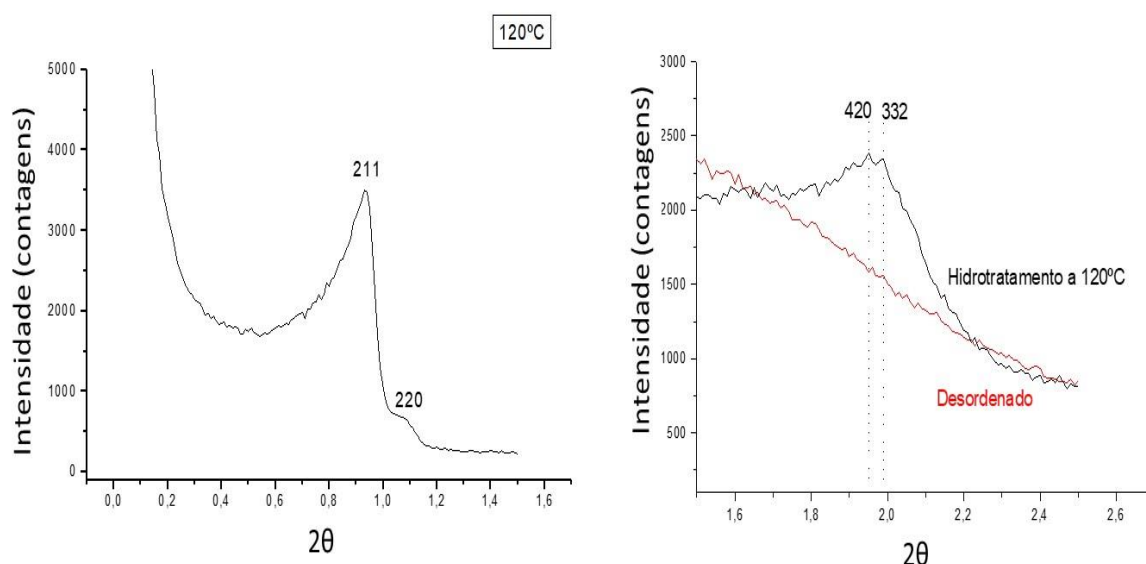 120ºC
Intensidade (contagens)
5000
4000
3000
2000
1000
0
211
220
0,0 0,2 0,4 0,6 0,8 1,0 1,2 1,4 1,6
2θ
Intensidade (contagens)
3000
2500
2000
1500
1000
500
420 332
Hidrotratamento a 120ºC
Desordenado
1,6 1,8 2,0 2,2 2,4 2,6
2θ